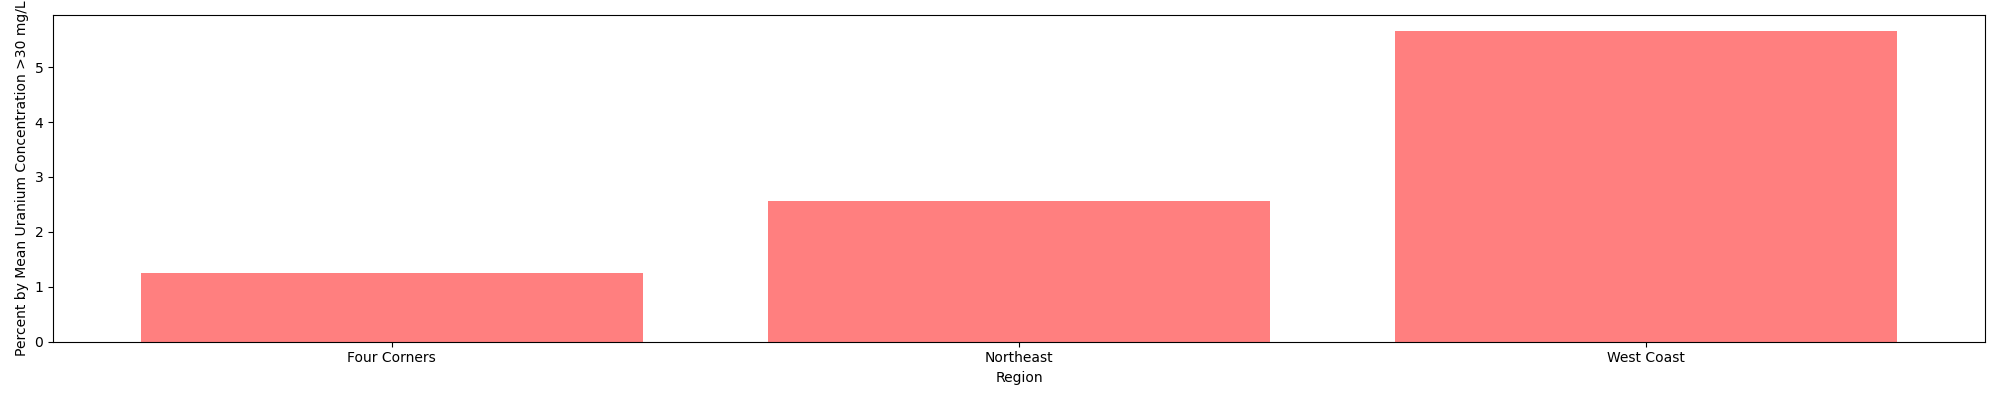 Percent by Mean Uranium Concentration >30 mg/L
5
4
3
2
1
0
Four Corners Northeast West Coast
Region